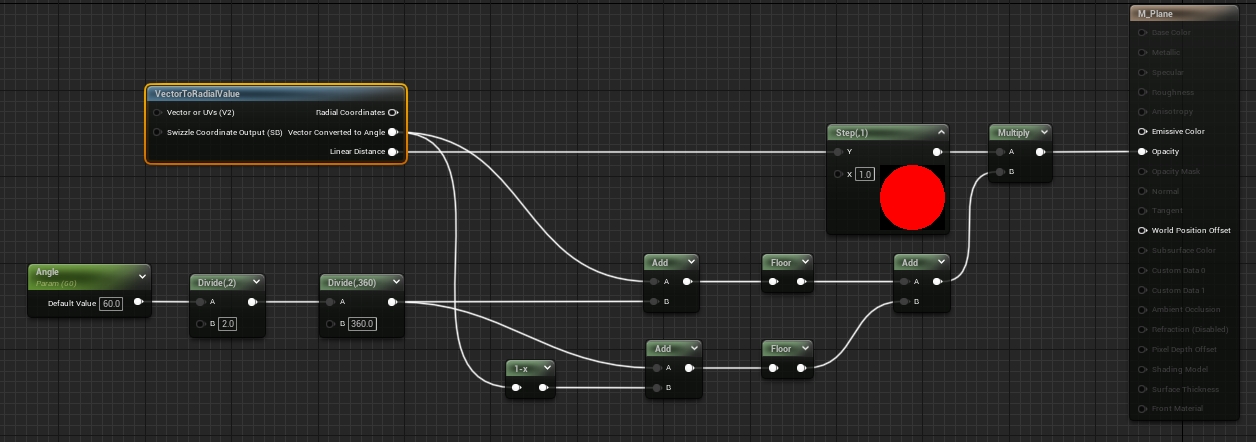 M_Plane
Base Color
Metallic
Specular
Roughness
Anisotropy
Emissive Color
Opacity
Opacity Mask
Normal
Tangent
World Position Offset
Subsurface Color
Custom Data 0
Custom Data 1
Ambient Occlusion
Refraction (Disabled)
Pixel Depth Offset
Shading Model
Surface Thickness
Front Material
VectorToRadialValue
Vector or UVs (V2) Radial Coordinates
Swizzle Coordinate Output (SB) Vector Converted to Angle
Linear Distance
Step(,1)
Y
X 1.0
Multiply
A
B
Angle
Param (60)
Default Value 60.0
Divide(,2)
A
B 2.0
Divide(,360)
A
B 360.0
Add
A
B
Floor
Add
A
B
1-x
Add
A
B
Floor